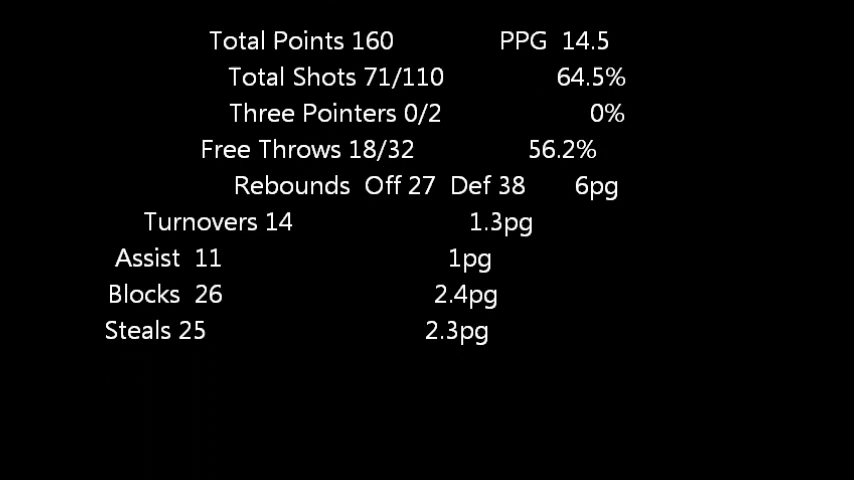 Total Points 160 PPG 14.5
Total Shots 71/110 64.5%
Three Pointers 0/2 0%
Free Throws 18/32 56.2%
Rebounds Off 27 Def 38 6pg
Turnovers 14 1.3pg
Assist 11 1pg
Blocks 26 2.4pg
Steals 25 2.3pg